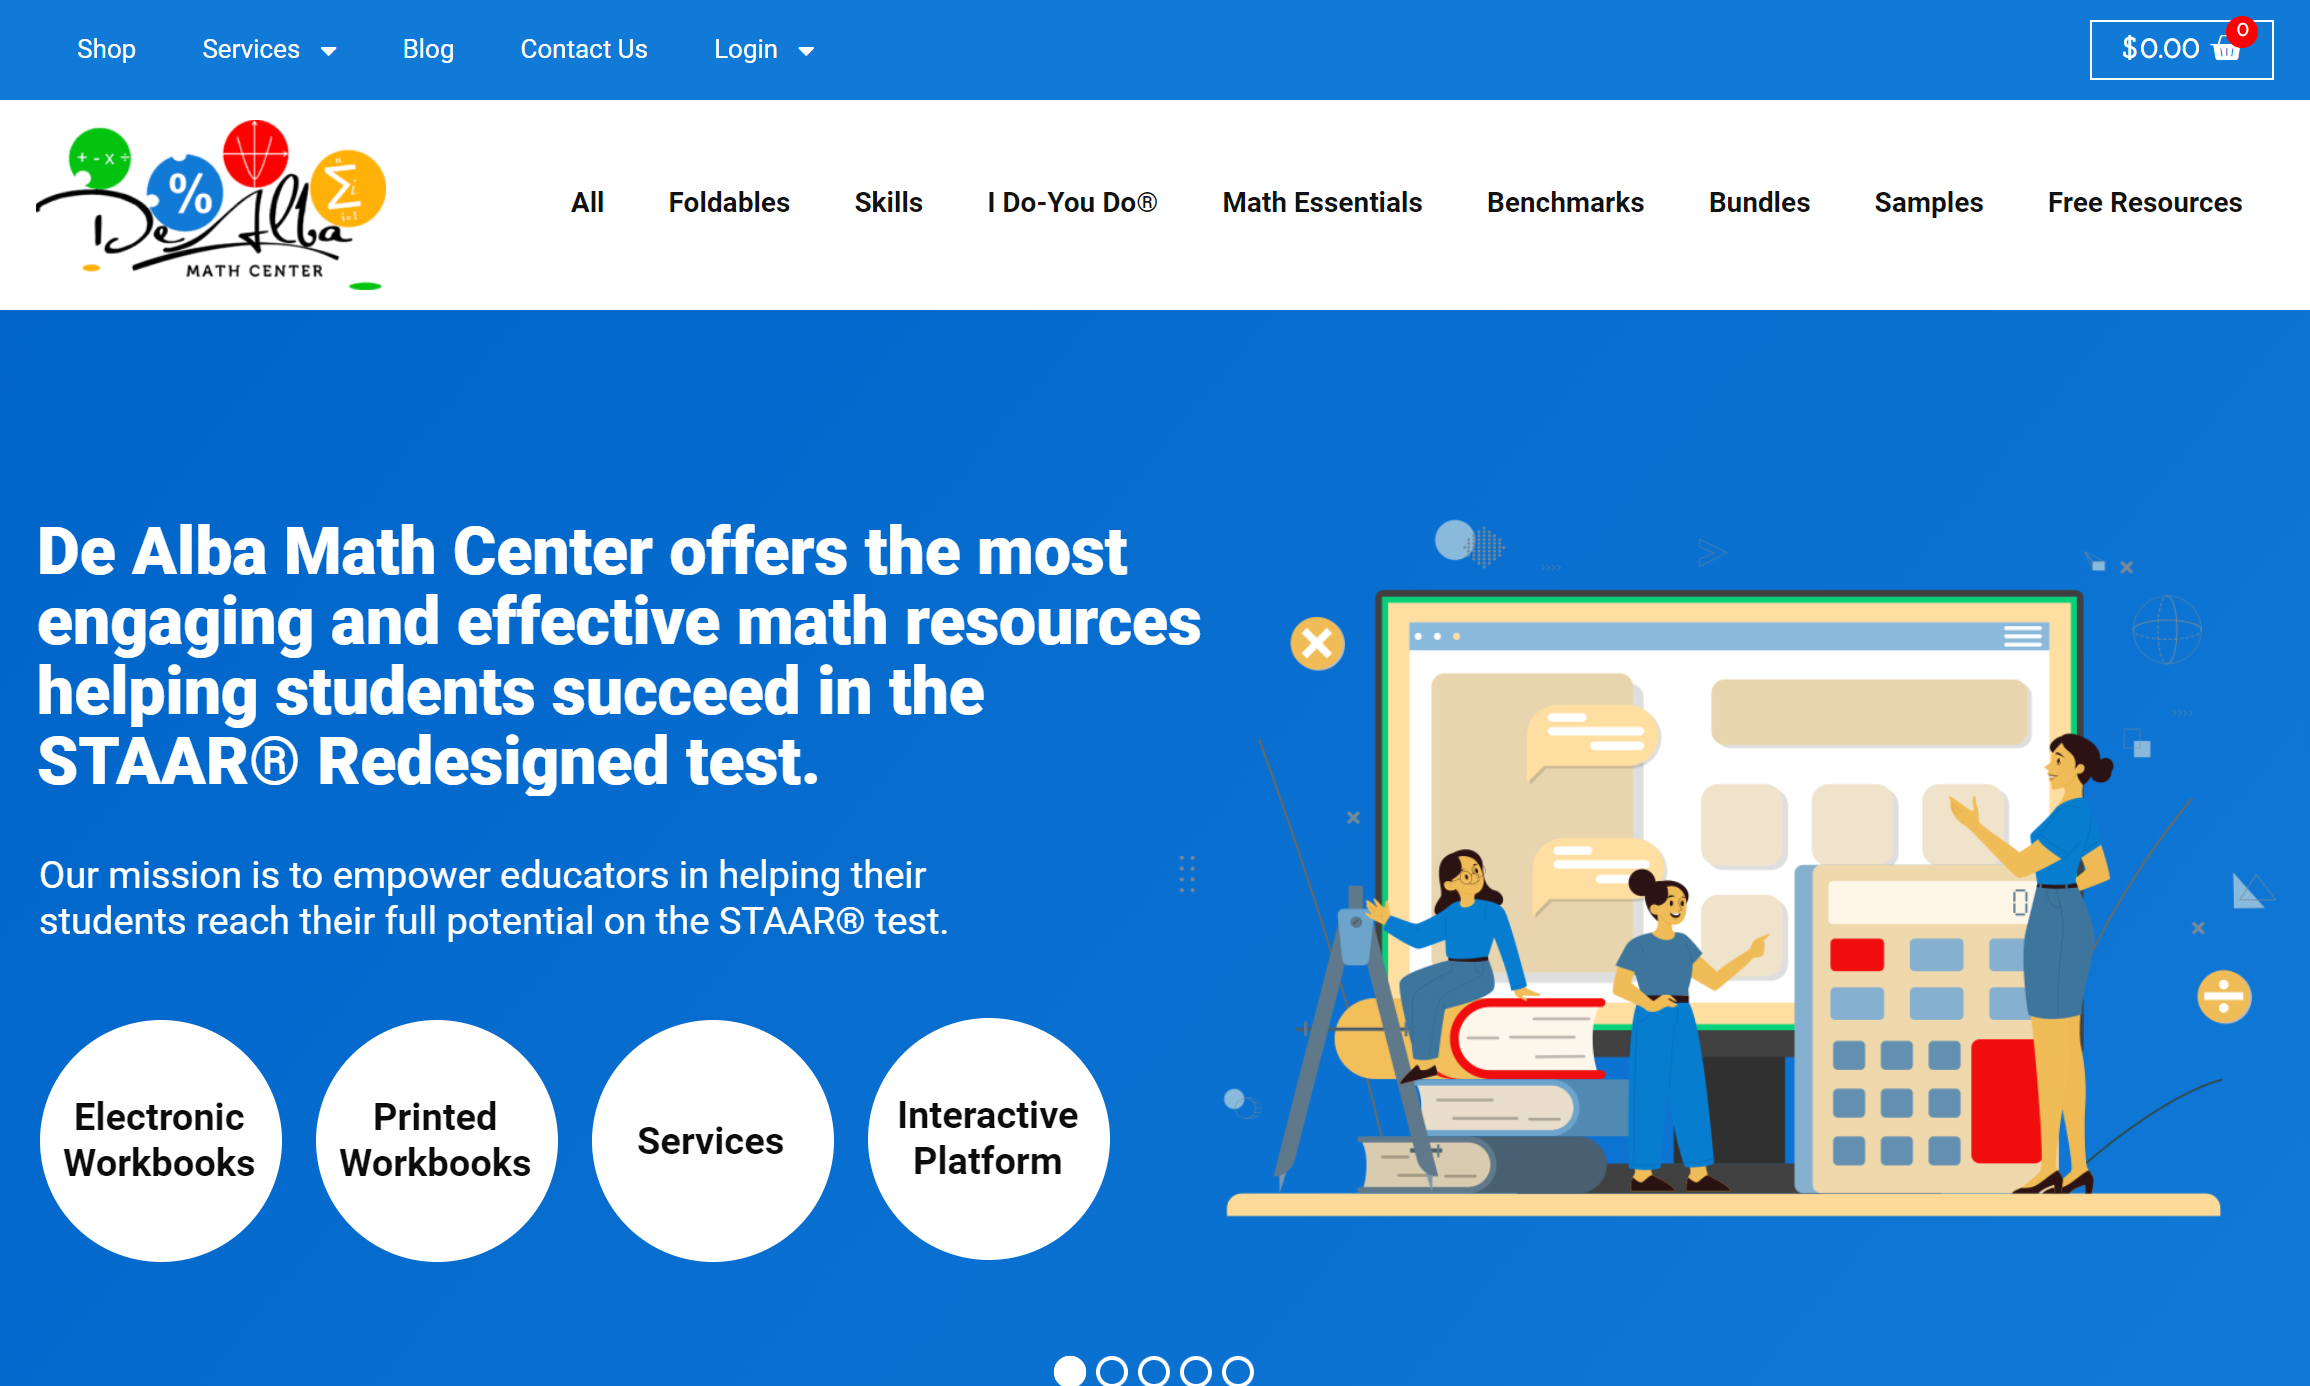 Shop Services Blog Contact Us Login $0.00 0
+ - x ÷
%
Σ
n
i
i=1
De Alba
MATH CENTER
All Foldables Skills I Do-You Do® Math Essentials Benchmarks Bundles Samples Free Resources
De Alba Math Center offers the most
engaging and effective math resources
helping students succeed in the
STAAR® Redesigned test.
Our mission is to empower educators in helping their
students reach their full potential on the STAAR® test.
Electronic
Workbooks
Printed
Workbooks
Services
Interactive
Platform
0